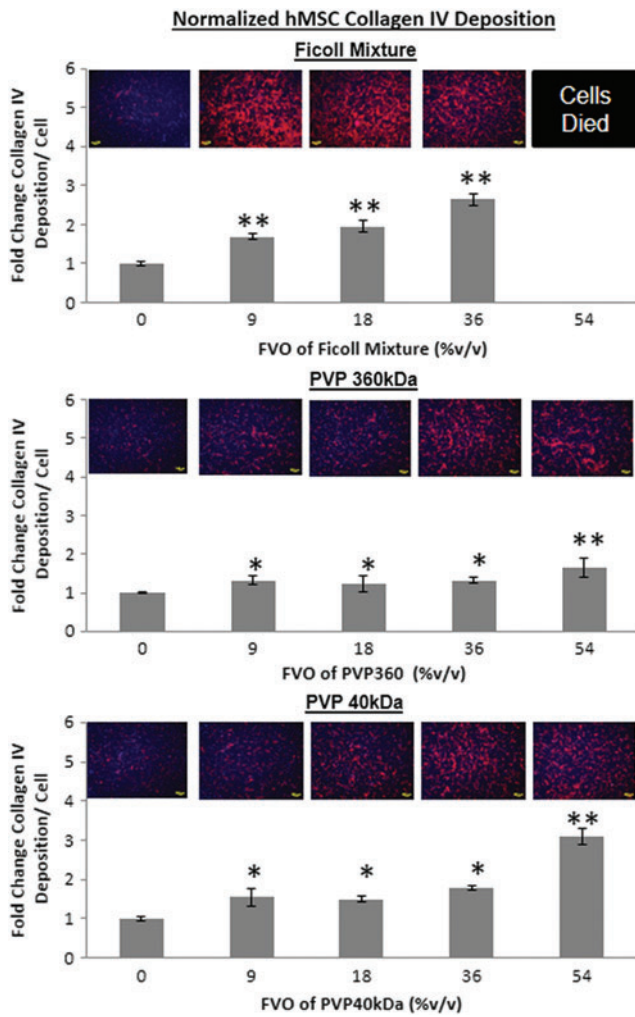 Normalized hMSC Collagen IV Deposition
Ficoll Mixture
Fold Change Collagen IV
Deposition/ Cell
6
5
4
3
2
1
0
Cells
Died
** ** **
0 9 18 36 54
FVO of Ficoll Mixture (%v/v)
PVP 360kDa
Fold Change Collagen IV
Deposition/ Cell
6
5
4
3
2
1
0
* * * **
0 9 18 36 54
FVO of PVP360 (%v/v)
PVP 40kDa
Fold Change Collagen IV
Deposition/ Cell
6
5
4
3
2
1
0
* * * **
0 9 18 36 54
FVO of PVP40kDa (%v/v)